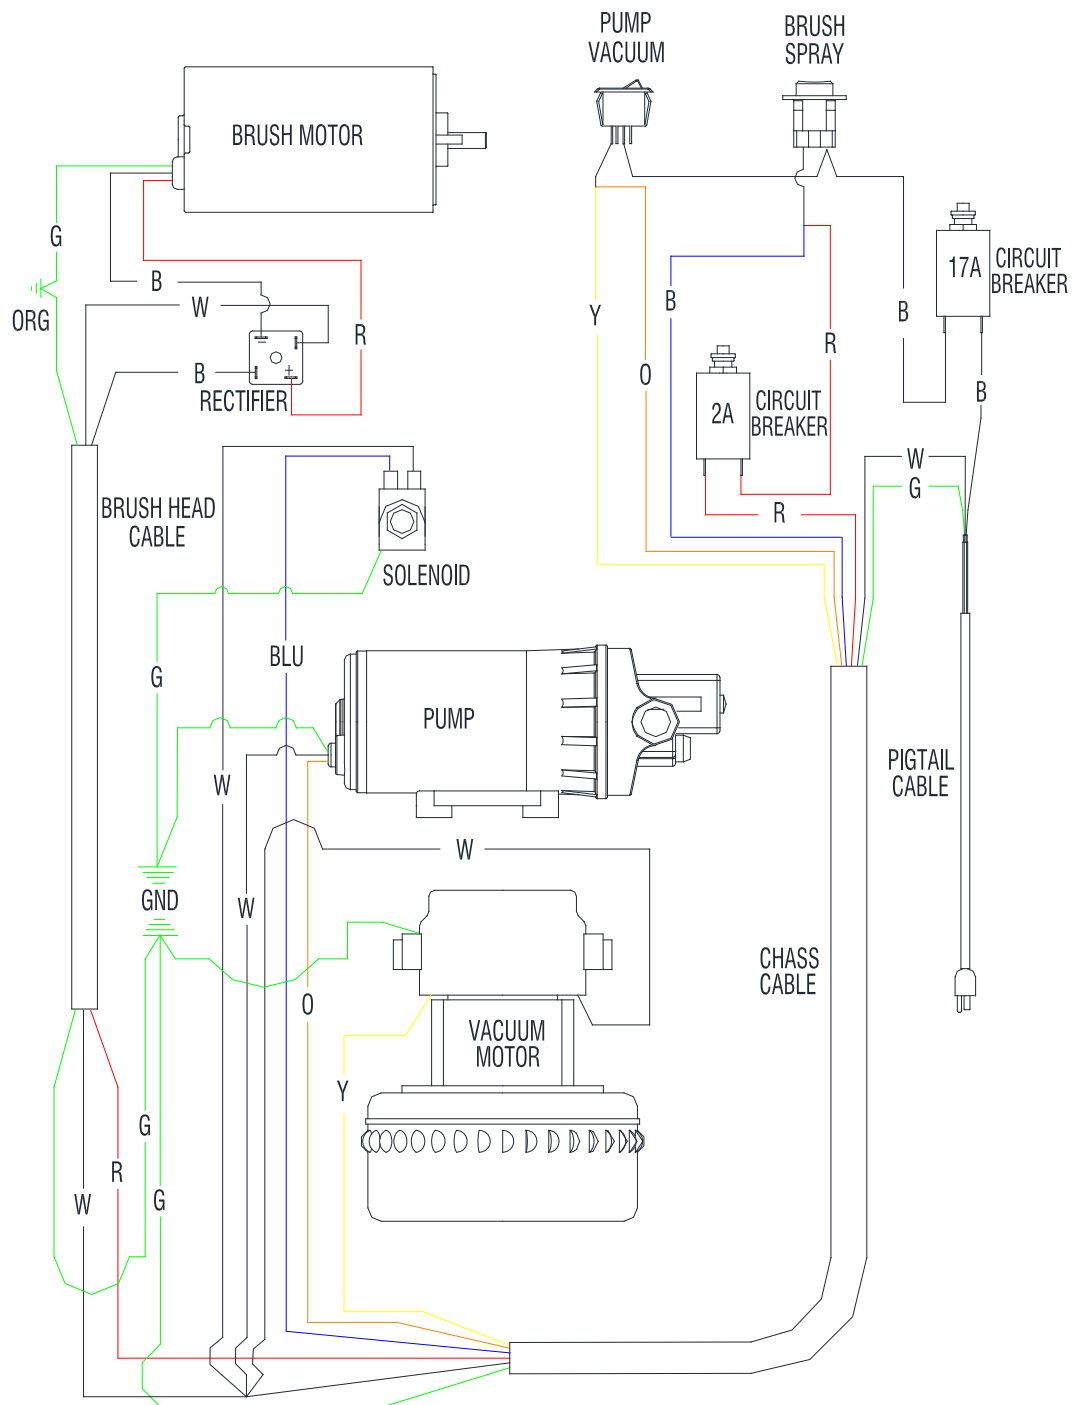 PUMP
VACUUM
BRUSH
SPRAY
BRUSH MOTOR
G
B
W
ORG
R
B
RECTIFIER
17A
CIRCUIT
BREAKER
B
Y
B
R
O
2A
CIRCUIT
BREAKER
B
W
G
R
BRUSH HEAD
CABLE
SOLENOID
BLU
G
PUMP
W
PIGTAIL
CABLE
W
GND
W
CHASS
CABLE
O
VACUUM
MOTOR
Y
G
R
G
W